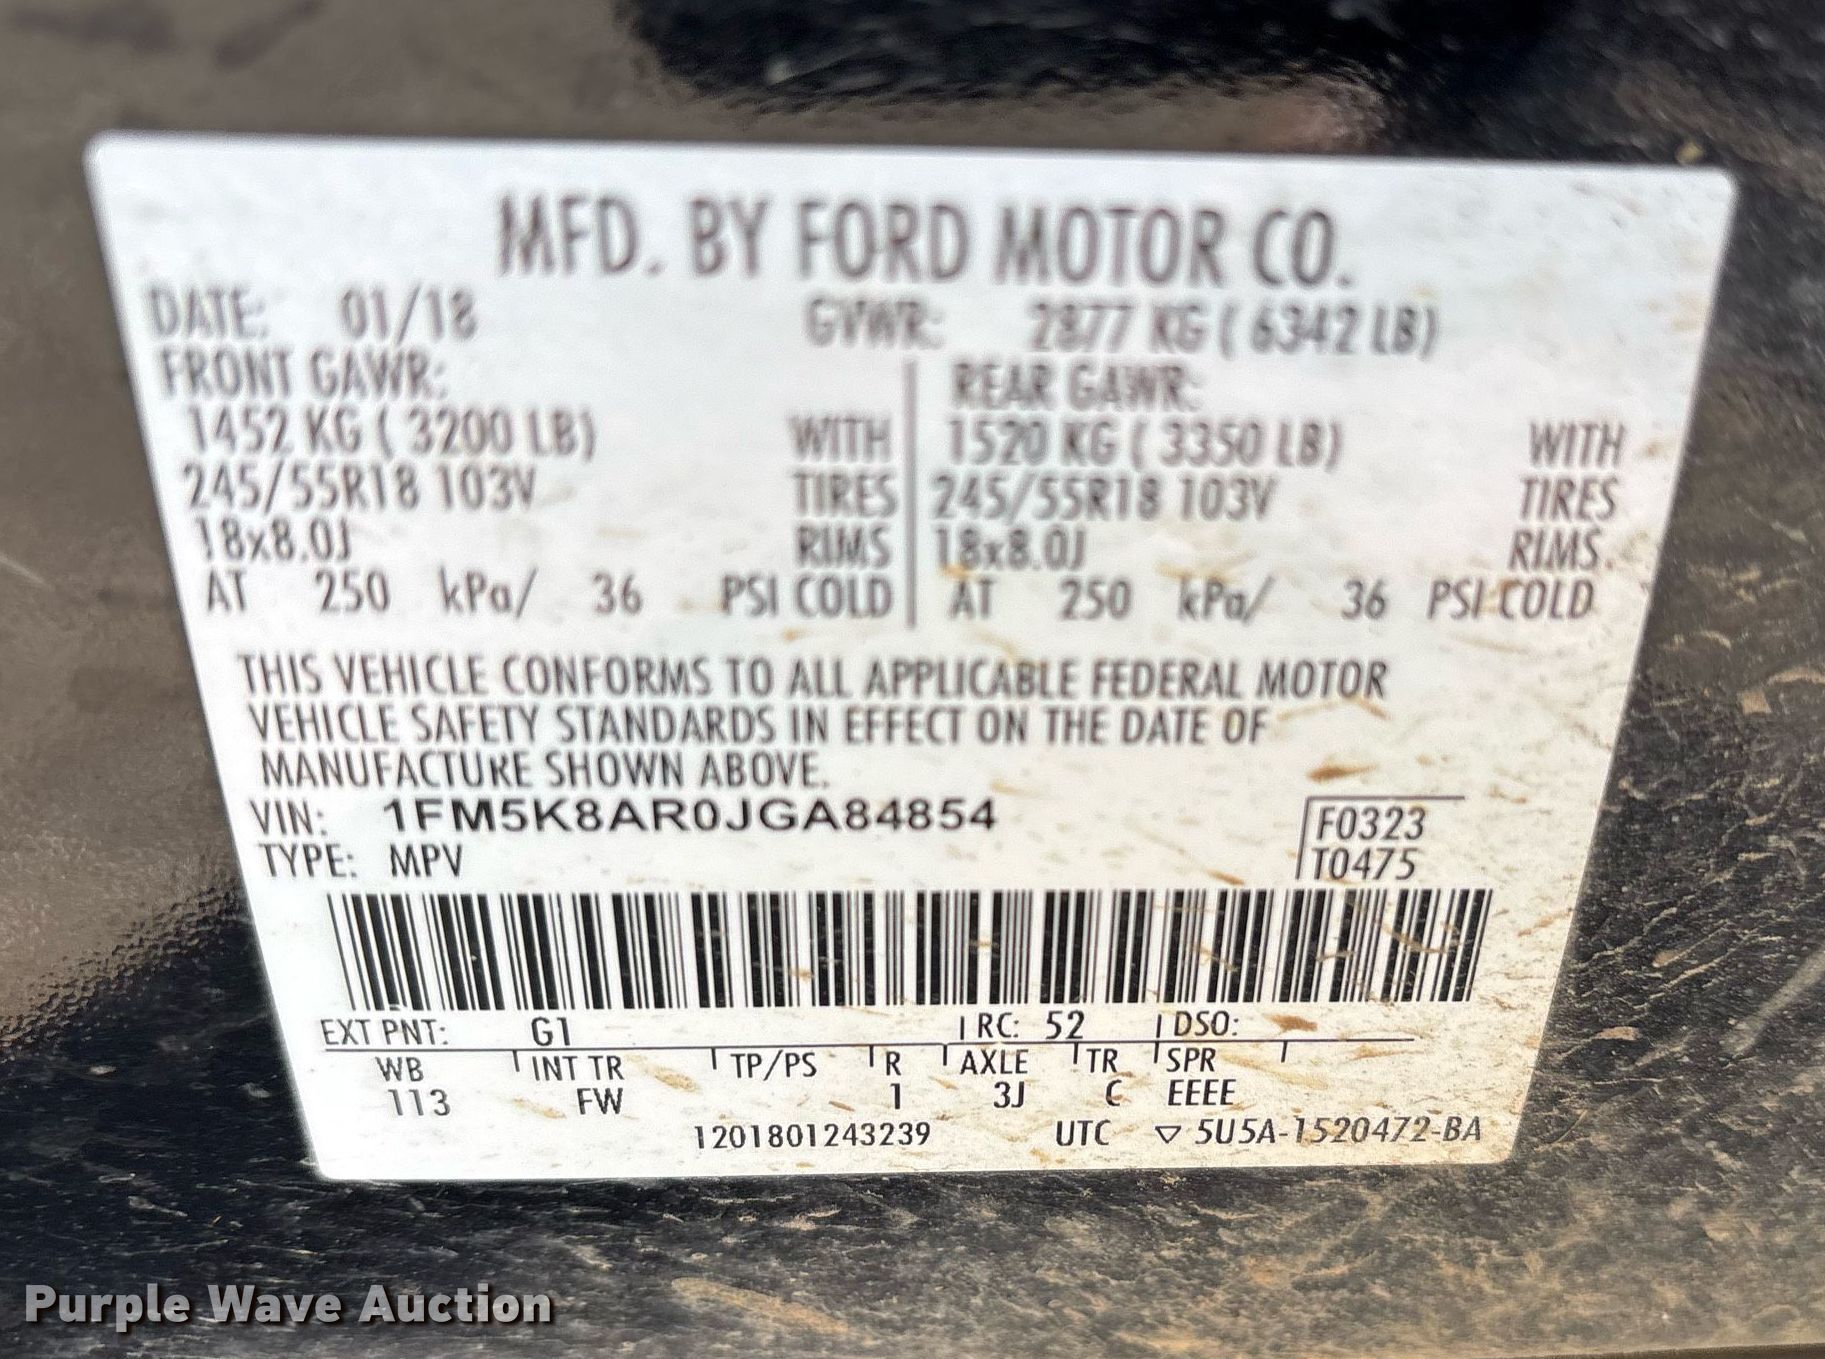 MFD. BY FORD MOTOR CO.
DATE: 01/18 GVWR: 2877 KG ( 6342 LB)
FRONT GAWR: REAR GAWR:
1452 KG ( 3200 LB) WITH 1520 KG ( 3350 LB) WITH
245/55R18 103V TIRES 245/55R18 103V TIRES
18x8.0J RIMS 18x8.0J RIMS.
AT 250 kPa/ 36 PSI COLD AT 250 kPa/ 36 PSI COLD
THIS VEHICLE CONFORMS TO ALL APPLICABLE FEDERAL MOTOR
VEHICLE SAFETY STANDARDS IN EFFECT ON THE DATE OF
MANUFACTURE SHOWN ABOVE.
VIN: 1FM5K8AR0JGA84854 F0323
TYPE: MPV T0475
EXT PNT: G1 RC: 52 DSO:
WB INT TR TP/PS R AXLE TR SPR
113 FW 1 3J C EEEE
1201801243239 UTC ▽ 5U5A-1520472-BA
Purple Wave Auction